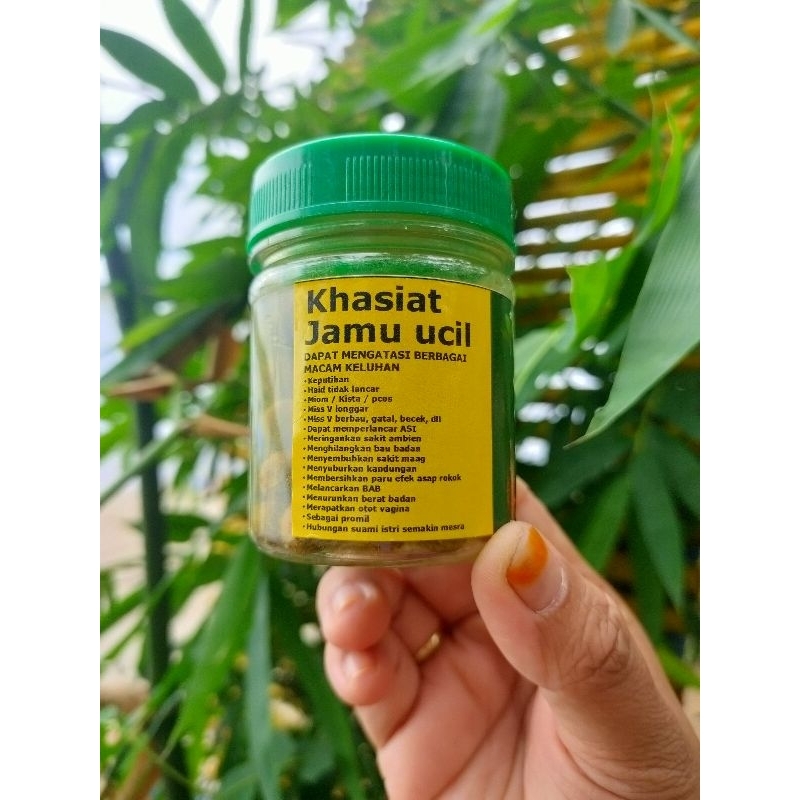 Khasiat
Jamu ucil
DAPAT MENGATASI BERBAGAI
MACAM KELUHAN
• Keputihan
• Haid tidak lancar
• Miom / Kista / pcos
• Miss V longgar
• Miss V berbau, gatal, becek, dll
• Dapat memperlancar ASI
• Meringankan sakit ambien
• Menghilangkan bau badan
• Menyembuhkan sakit maag
• Menyuburkan kandungan
• Membersihkan paru efek asap rokok
• Melancarkan BAB
• Menurunkan berat badan
• Merapatkan otot vagina
• Sebagai promil
• Hubungan suami istri semakin mesra